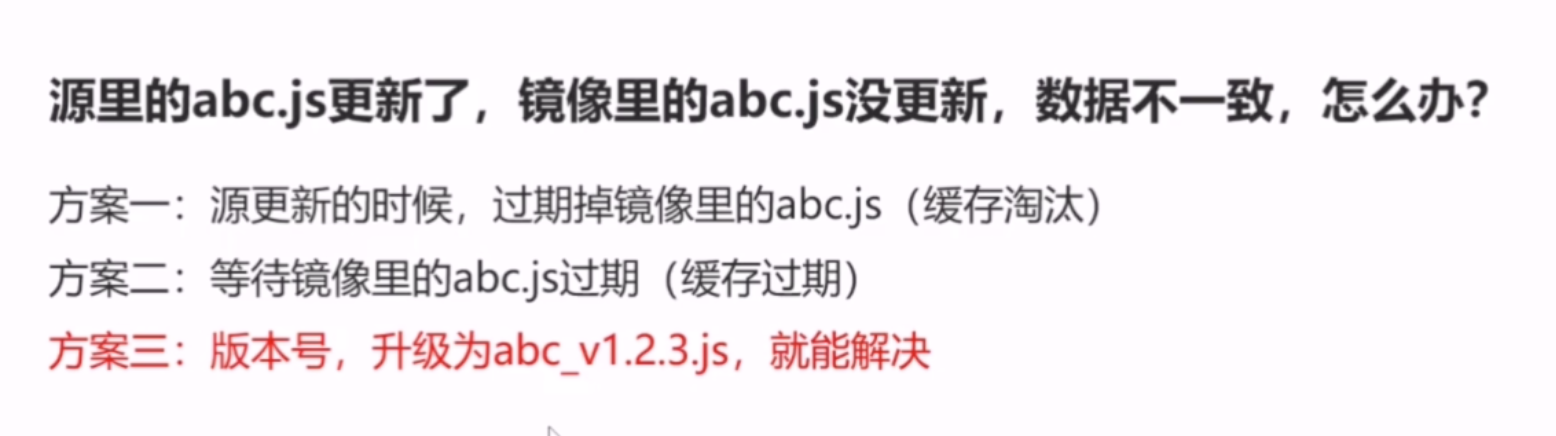 源里的abc.js更新了，镜像里的abc.js没更新，数据不一致，怎么办？
方案一：源更新的时候，过期掉镜像里的abc.js（缓存淘汰）
方案二：等待镜像里的abc.js过期（缓存过期）
方案三：版本号，升级为abc_v1.2.3.js，就能解决